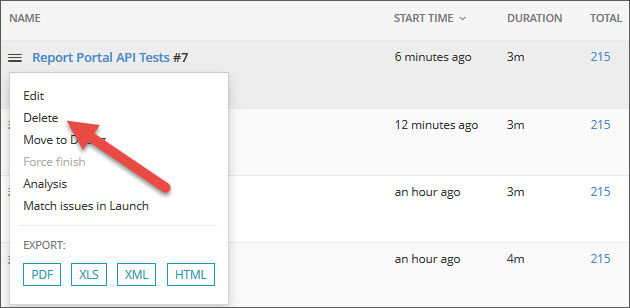 NAME START TIME DURATION TOTAL
Report Portal API Tests #7 6 minutes ago 3m 215
Edit
Delete 12 minutes ago 3m 215
Move to
Force finish
Analysis an hour ago 3m 215
Match issues in Launch
EXPORT: an hour ago 4m 215
PDF XLS XML HTML